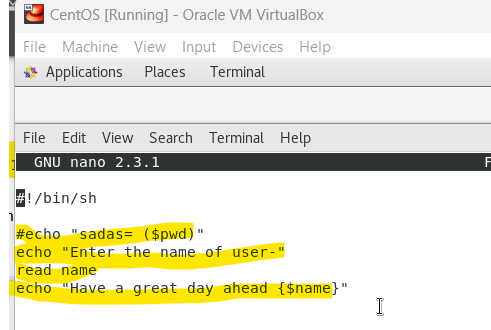 CentOS [Running] - Oracle VM VirtualBox
File Machine View Input Devices Help
Applications Places Terminal
File Edit View Search Terminal Help
GNU nano 2.3.1 F
#!/bin/sh
#echo "sadas= ($pwd)"
echo "Enter the name of user-"
read name
echo "Have a great day ahead {$name}"